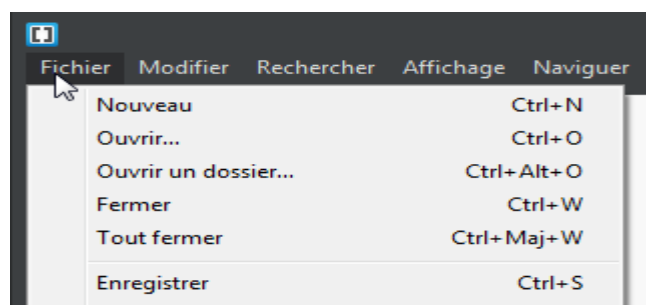 Fichier Modifier Rechercher Affichage Naviguer
Nouveau Ctrl+N
Ouvrir... Ctrl+O
Ouvrir un dossier... Ctrl+Alt+O
Fermer Ctrl+W
Tout fermer Ctrl+Maj+W
Enregistrer Ctrl+S